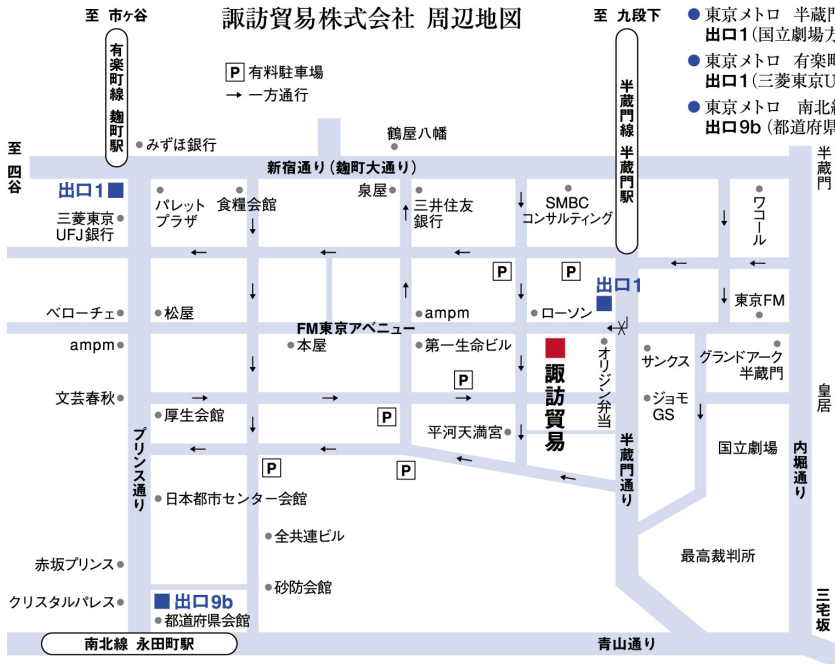 至 市ヶ谷
諏訪貿易株式会社 周辺地図
至 九段下
● 東京メトロ 半蔵門
出口1(国立劇場方
● 東京メトロ 有楽町
出口1(三菱東京U
● 東京メトロ 南北線
出口9b(都道府県
有楽町線 麹町駅
P 有料駐車場
→ 一方通行
半蔵門線 半蔵門駅
至 四谷
みずほ銀行
鶴屋八幡
新宿通り(麹町大通り)
半蔵門
出口1
パレット
プラザ
食糧会館
泉屋
三井住友
銀行
SMBC
コンサルティング
ワコール
三菱東京
UFJ銀行
P
P
出口1
ベローチェ
松屋
ampm
ローソン
東京FM
FM東京アベニュー
ampm
本屋
第一生命ビル
諏訪貿易
オリジン弁当
サンクス
グランドアーク
半蔵門
P
文芸春秋
厚生会館
P
平河天満宮
ジョモ
GS
皇居
プリンス通り
半蔵門通り
国立劇場
内堀通り
P
P
日本都市センター会館
全共連ビル
最高裁判所
赤坂プリンス
砂防会館
クリスタルパレス
出口9b
都道府県会館
三宅坂
南北線 永田町駅
青山通り